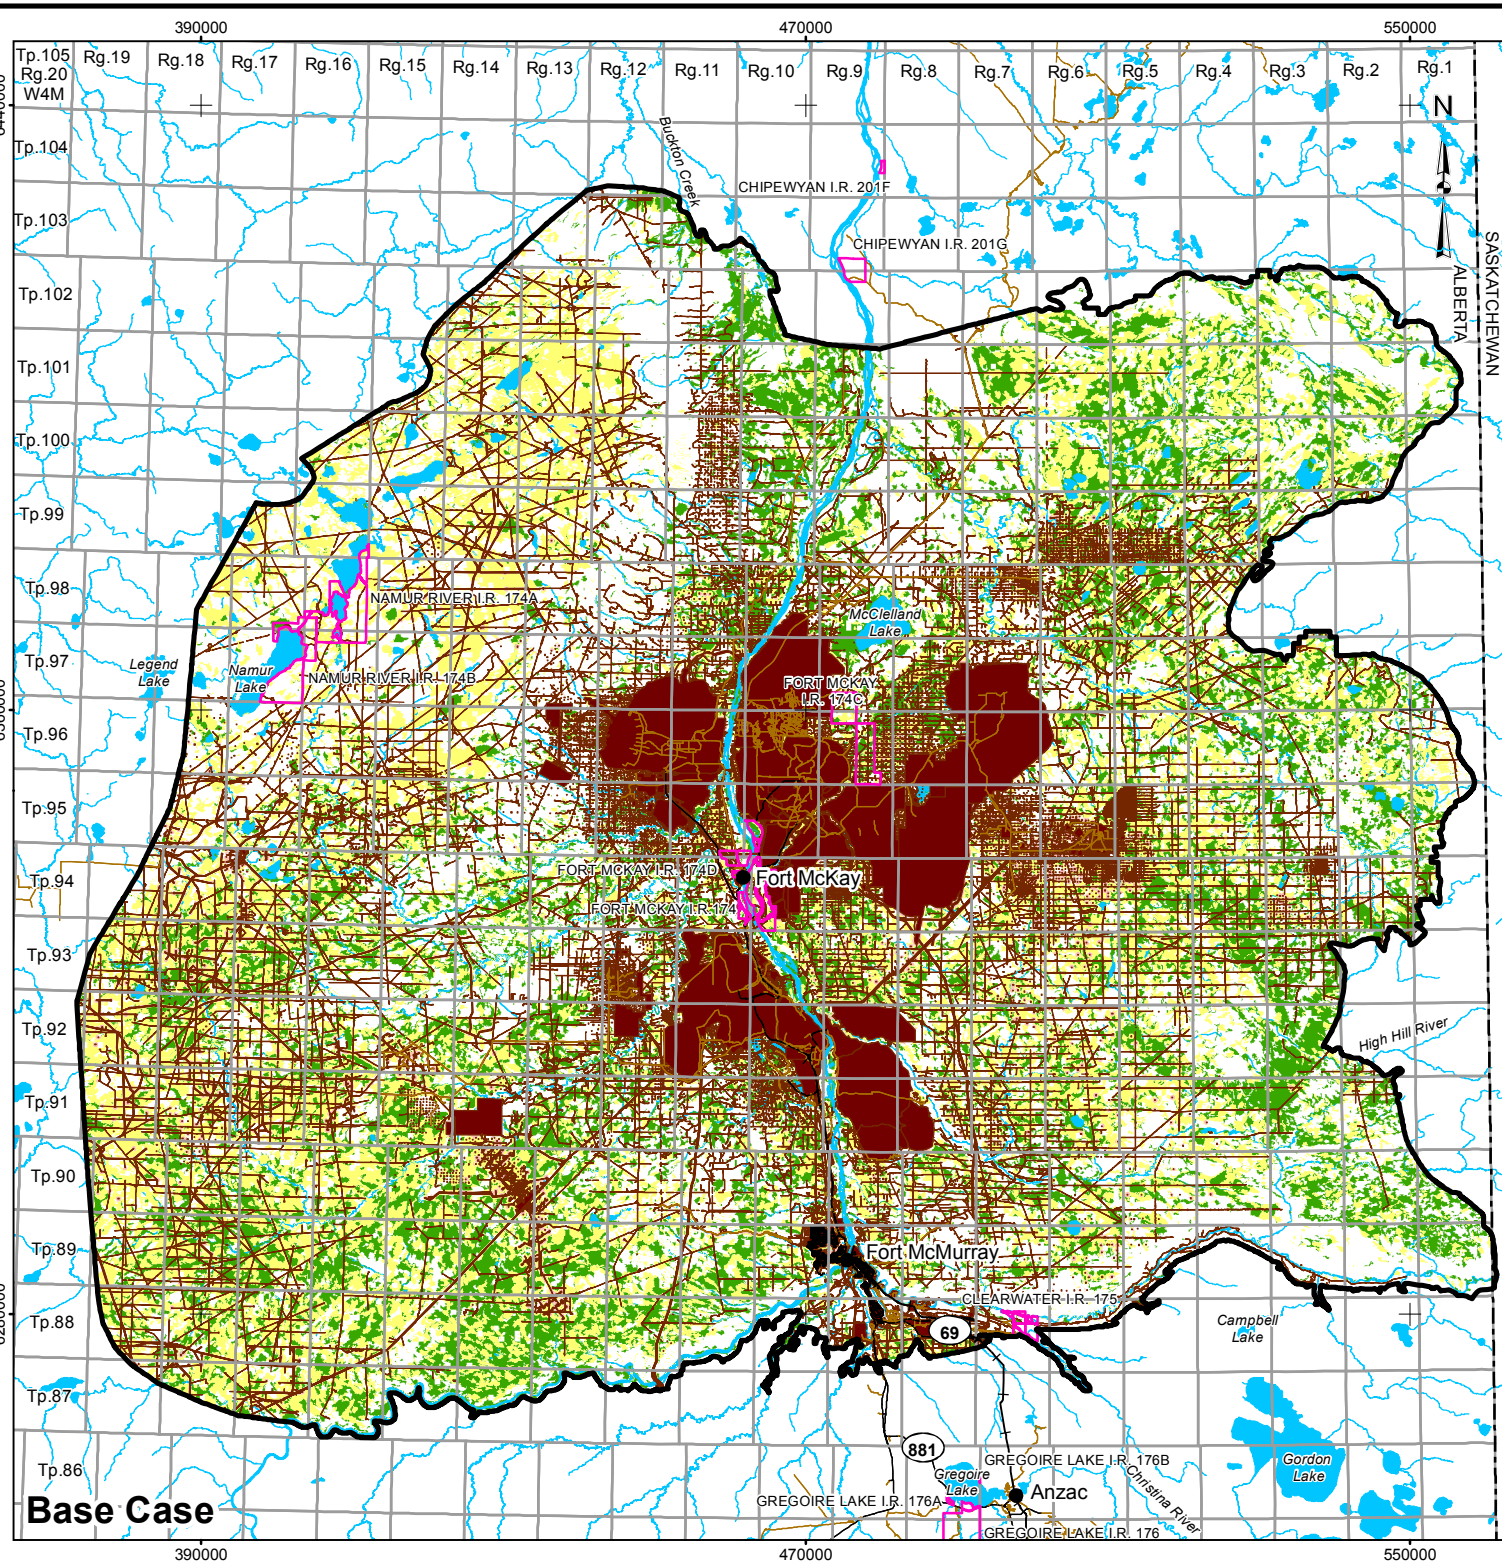 390000
470000
550000
Tp.105
Rg.20
W4M
Rg.19
Rg.18
Rg.17
Rg.16
Rg.15
Rg.14
Rg.13
Rg.12
Rg.11
Rg.10
Rg.9
Rg.8
Rg.7
Rg.6
Rg.5
Rg.4
Rg.3
Rg.2
Rg.1
N
Tp.104
Buckton Creek
CHIPEWYAN I.R. 201F
Tp.103
CHIPEWYAN I.R. 201G
SASKATCHEWAN
ALBERTA
Tp.102
Tp.101
Tp.100
Tp.99
Tp.98
NAMUR RIVER I.R. 174A
McClelland
Lake
Tp.97
Legend
Lake
Namur
Lake
NAMUR RIVER I.R. 174B
FORT MCKAY
I.R. 174C
Tp.96
Tp.95
Tp.94
FORT MCKAY I.R. 174D
Fort McKay
FORT MCKAY I.R.174
Tp.93
Tp.92
High Hill River
Tp.91
Tp.90
Tp.89
Fort McMurray
CLEARWATER I.R. 175
Tp.88
69
Campbell
Lake
Tp.87
881
GREGOIRE LAKE I.R. 176B
Gordon
Lake
Tp.86
Gregoire
Lake
Christina River
Anzac
GREGOIRE LAKE I.R. 176A
GREGOIRE LAKE I.R. 176
Base Case
390000
470000
550000